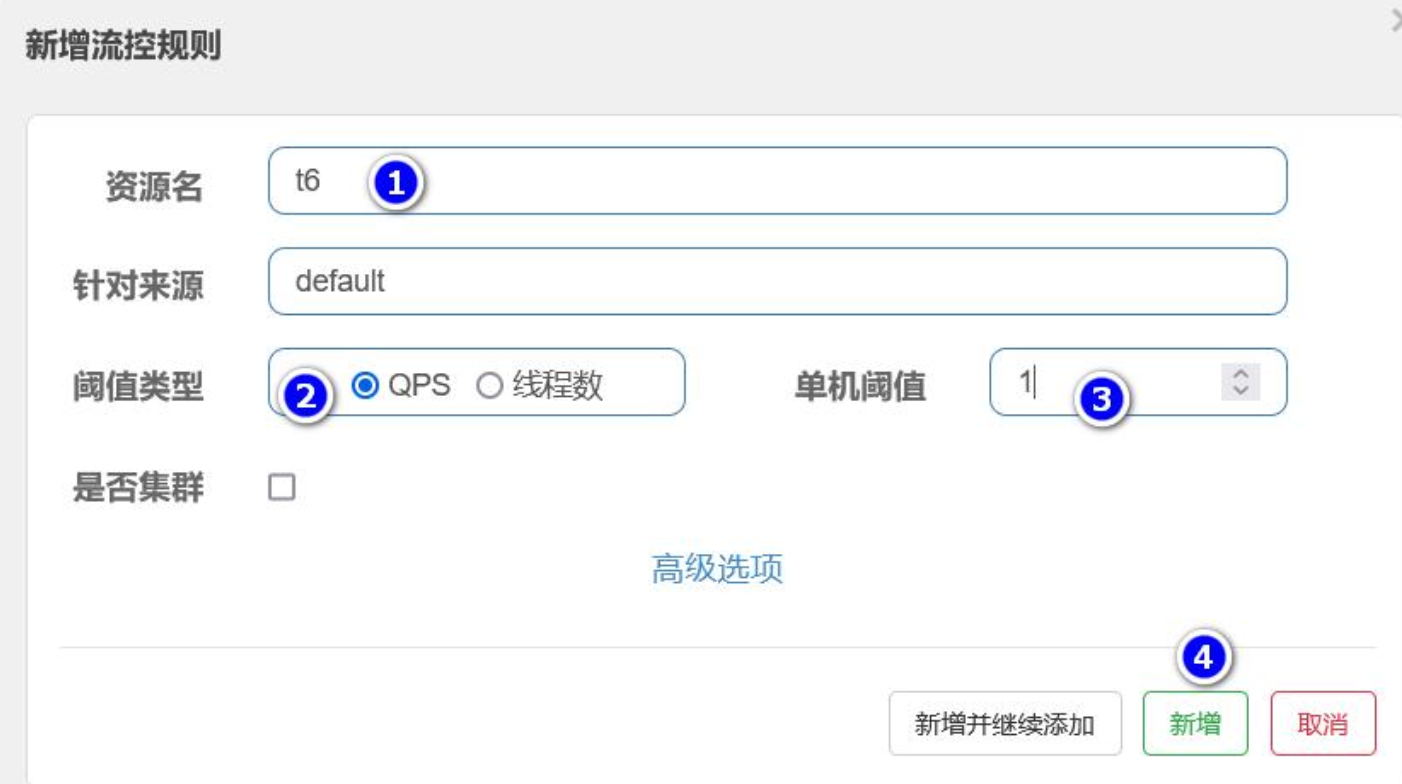 新增流控规则
资源名 t6 1
针对来源 default
阈值类型 2 QPS 线程数 单机阈值 1 3
是否集群
高级选项
4
新增并继续添加 新增 取消